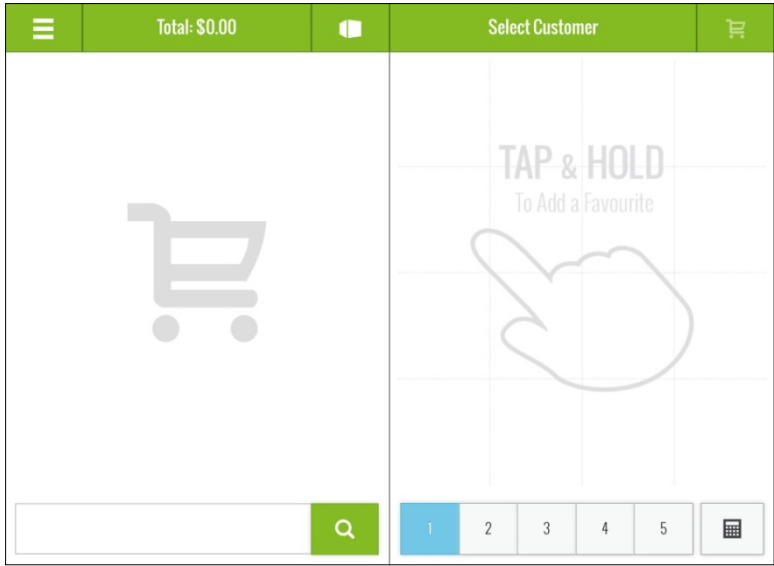 Total: $0.00
Select Customer
TAP & HOLD
To Add a Favourite
1 2 3 4 5